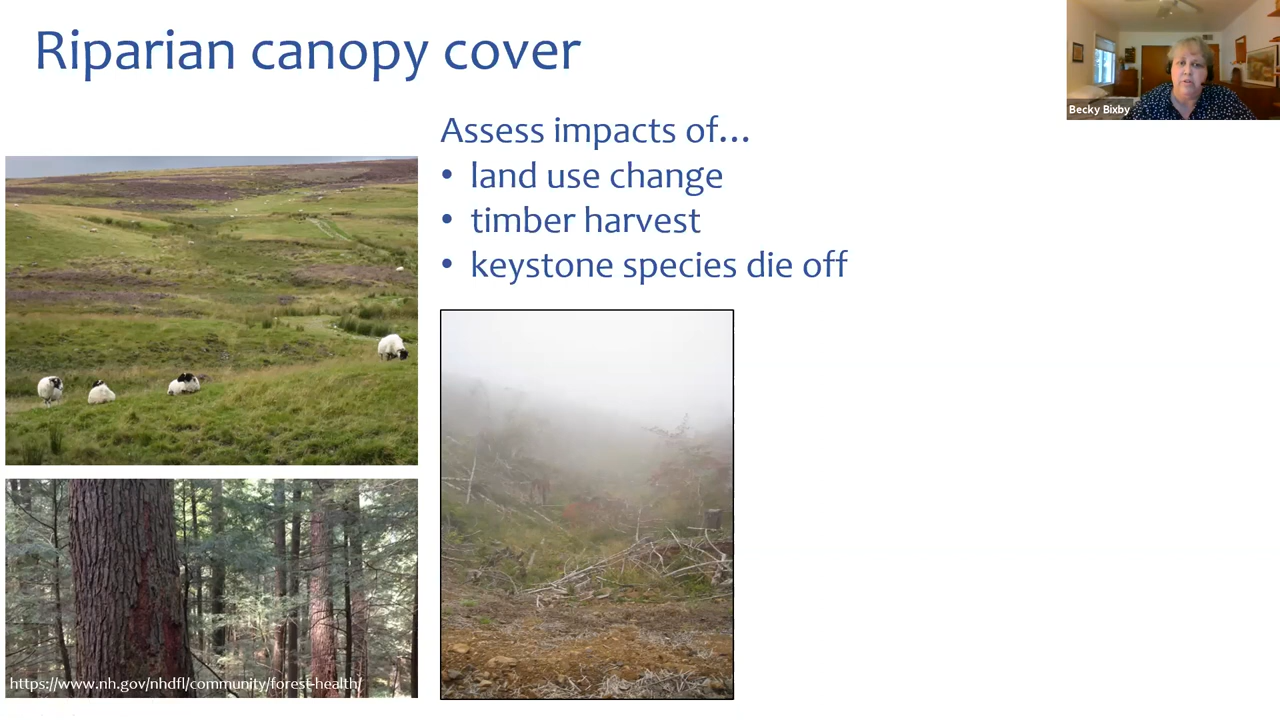 Riparian canopy cover
Becky Bixby
Assess impacts of...
• land use change
• timber harvest
• keystone species die off
https://www.nh.gov/nhdfl/community/forest-health/